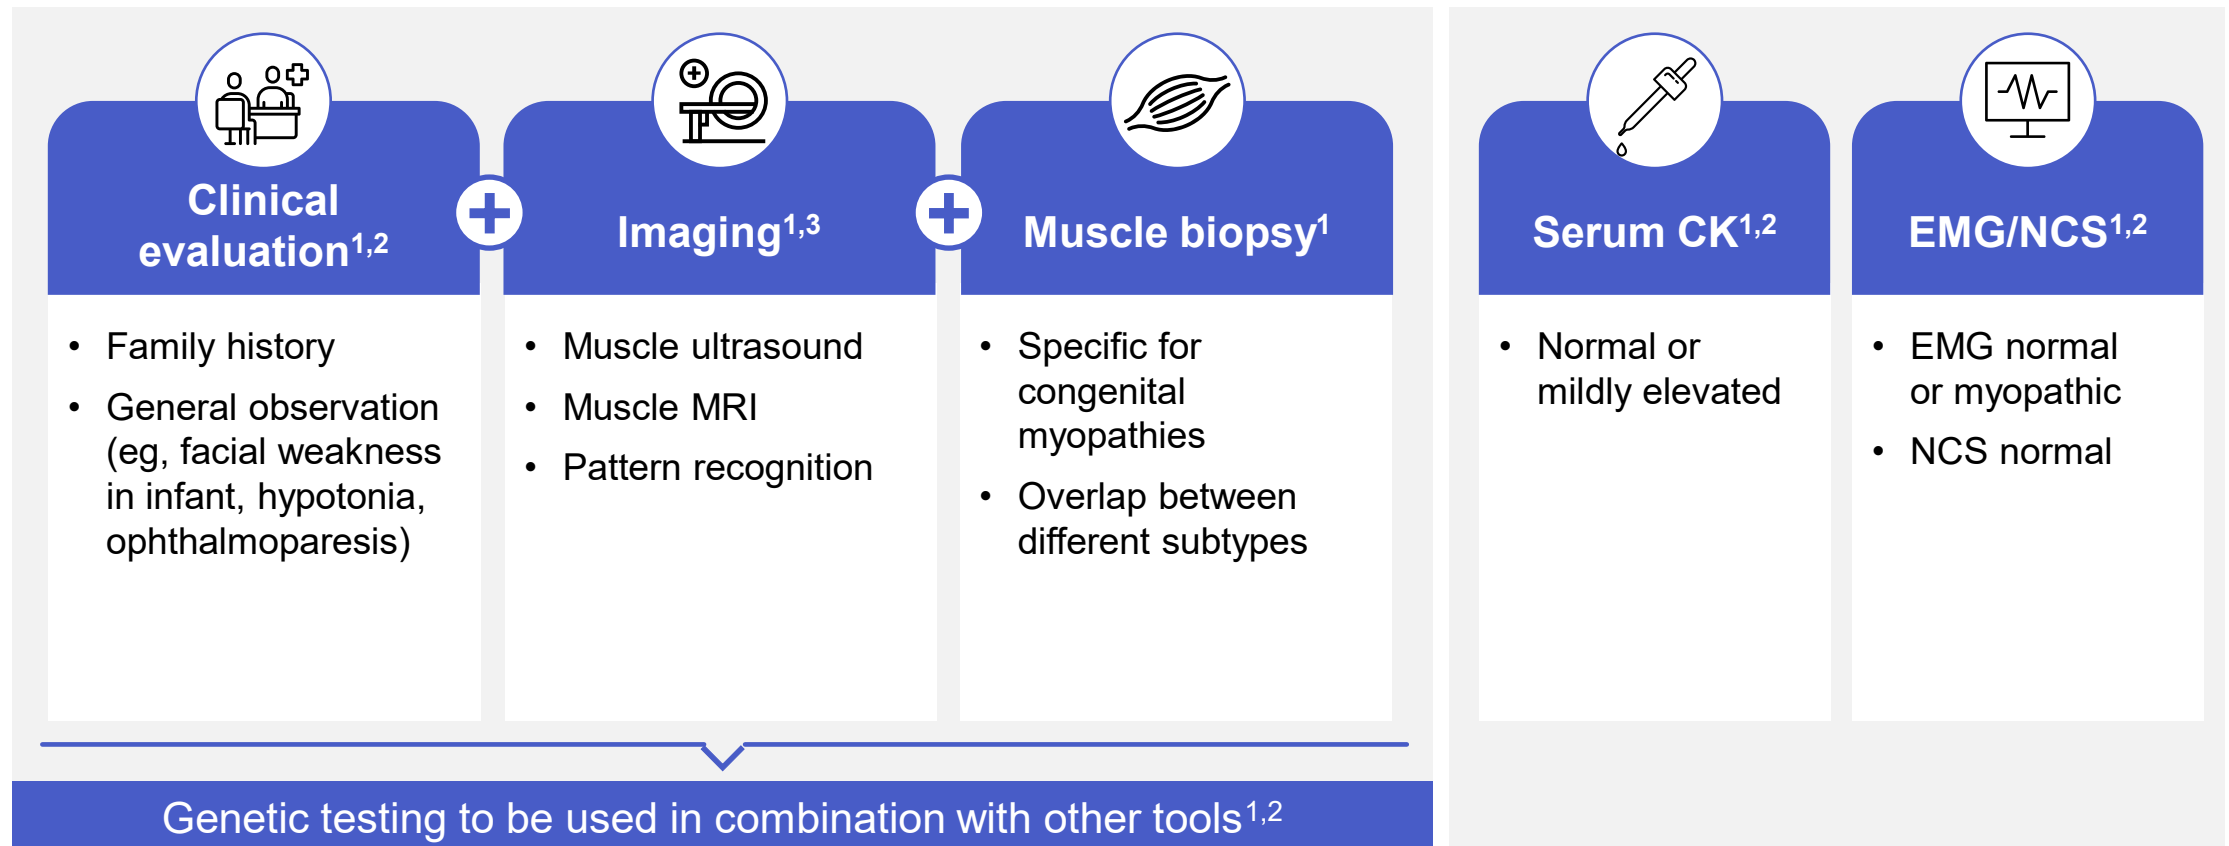 Clinical
evaluation1,2
• Family history
• General observation
(eg, facial weakness
in infant, hypotonia,
ophthalmoparesis)
Imaging1,3
• Muscle ultrasound
• Muscle MRI
• Pattern recognition
Muscle biopsy1
• Specific for
congenital
myopathies
• Overlap between
different subtypes
Genetic testing to be used in combination with other tools1,2
Serum CK1,2
• Normal or
mildly elevated
EMG/NCS1,2
• EMG normal
or myopathic
• NCS normal